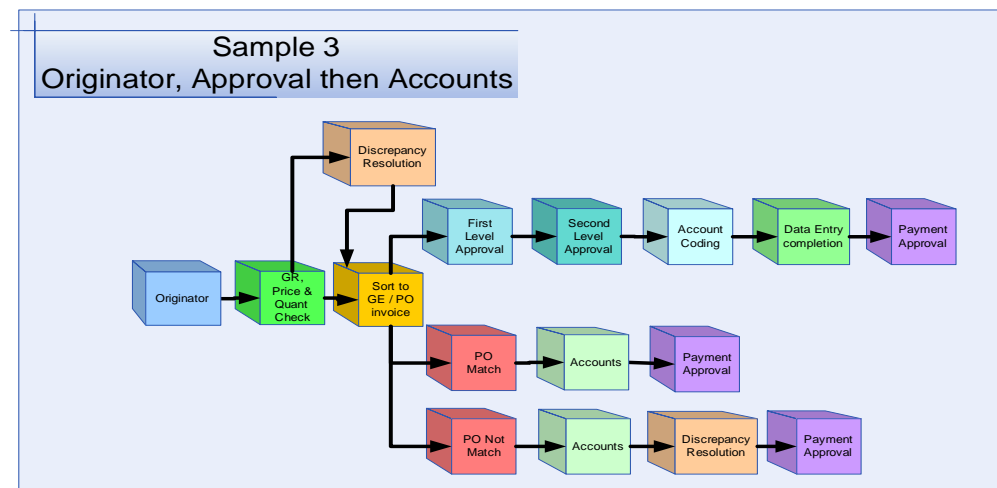 Sample 3
Originator, Approval then Accounts
Discrepancy
Resolution
First
Level
Approval
Second
Level
Approval
Account
Coding
Data Entry
completion
Payment
Approval
Originator
GR,
Price &
Quant
Check
Sort to
GE / PO
invoice
PO
Match
Accounts
Payment
Approval
PO Not
Match
Accounts
Discrepancy
Resolution
Payment
Approval